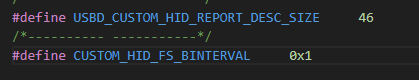 #define USBD_CUSTOM_HID_REPORT_DESC_SIZE     46
/*---------- -----------*/
#define CUSTOM_HID_FS_BINTERVAL     0x1